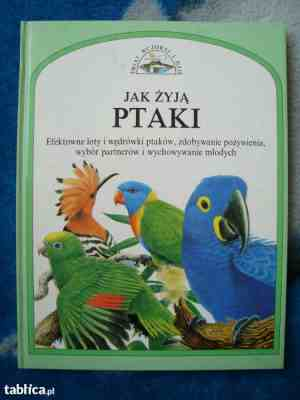 JAK ŻYJĄ
PTAKI
Efektowne loty i wędrówki ptaków, zdobywanie pożywienia,
wybór partnerów i wychowywanie młodych
tablica.pl